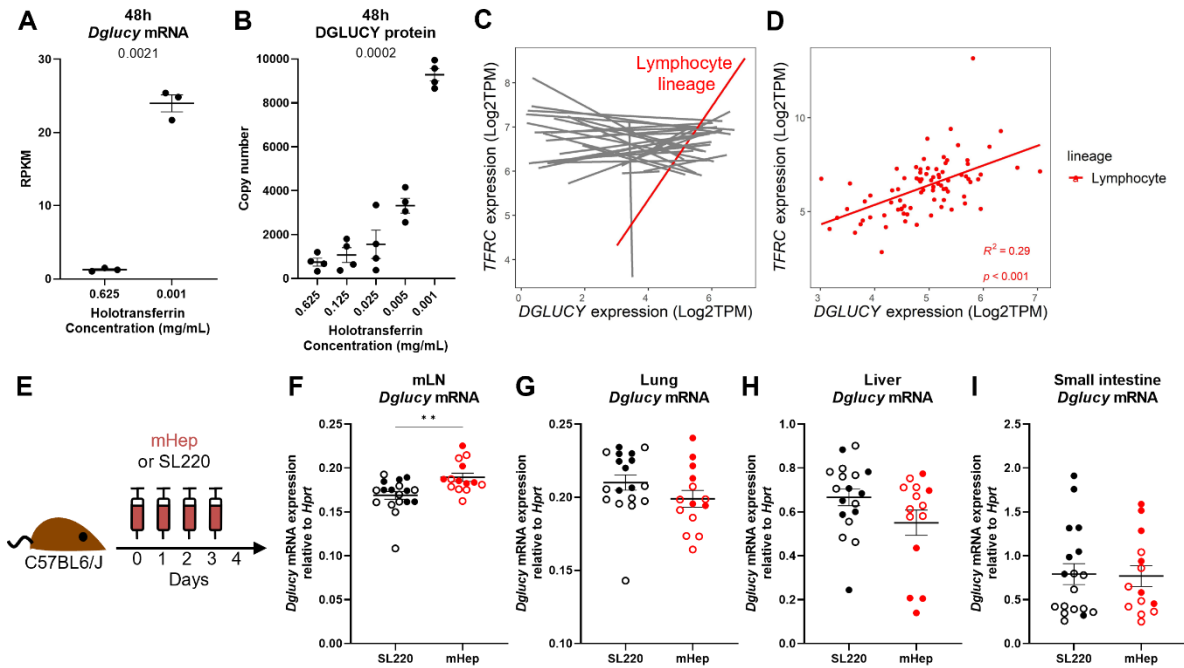 A
48h
Dglucy mRNA
0.0021
30
20
10
0
RPKM
0.625
0.001
Holotransferrin
Concentration (mg/mL)
B
48h
DGLUCY protein
0.0002
10000
8000
6000
4000
2000
0
Copy number
0.625
0.125
0.025
0.005
0.001
Holotransferrin
Concentration (mg/mL)
C
Lymphocyte
lineage
8
7
6
5
4
TFRC expression (Log2TPM)
0
2
4
6
DGLUCY expression (Log2TPM)
D
10
5
TFRC expression (Log2TPM)
R² = 0.29
p < 0.001
3
4
5
6
7
DGLUCY expression (Log2TPM)
lineage
a Lymphocyte
E
mHep
or SL220
C57BL6/J
0 1 2 3 4
Days
F
mLN
Dglucy mRNA
**
0.25
0.20
0.15
0.10
0.05
0.00
Dglucy mRNA expression
relative to Hprt
SL220
mHep
G
Lung
Dglucy mRNA
0.25
0.20
0.15
0.10
Dglucy mRNA expression
relative to Hprt
SL220
mHep
H
Liver
Dglucy mRNA
1.0
0.8
0.6
0.4
0.2
0.0
Dglucy mRNA expression
relative to Hprt
SL220
mHep
I
Small intestine
Dglucy mRNA
2.5
2.0
1.5
1.0
0.5
0.0
Dglucy mRNA expression
relative to Hprt
SL220
mHep